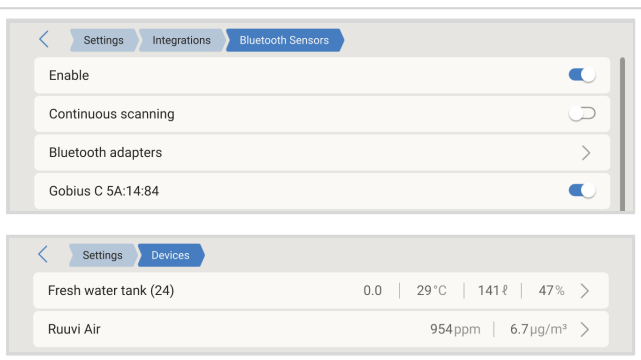 Settings Integrations Bluetooth Sensors
Enable
Continuous scanning
Bluetooth adapters
Gobius C 5A:14:84
Settings Devices
Fresh water tank (24) 0.0 29°C 141ℓ 47%
Ruuvi Air 954ppm 6.7µg/m³